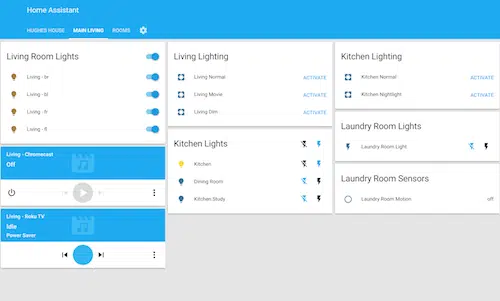 Home Assistant
HUGHES HOUSE
MAIN LIVING
ROOMS
Living Room Lights
Living - br
Living - bl
Living - fr
Living - fl
Living - Chromecast
Off
Living - Roku TV
Idle
Power Saver
Living Lighting
Living Normal ACTIVATE
Living Movie ACTIVATE
Living Dim ACTIVATE
Kitchen Lights
Kitchen
Dining Room
Kitchen Study
Kitchen Lighting
Kitchen Normal ACTIVATE
Kitchen Nightlight ACTIVATE
Laundry Room Lights
Laundry Room Light
Laundry Room Sensors
Laundry Room Motion off